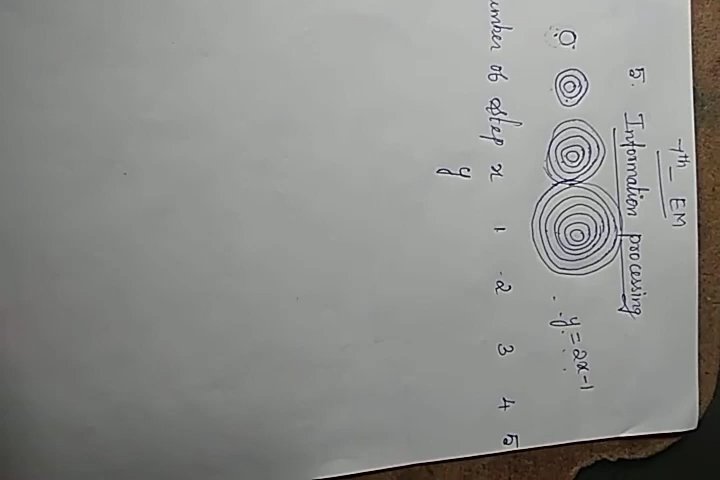 7th - EM
5. Information processing
y = 2x-1
umber of step x 1 2 3 4 5
y